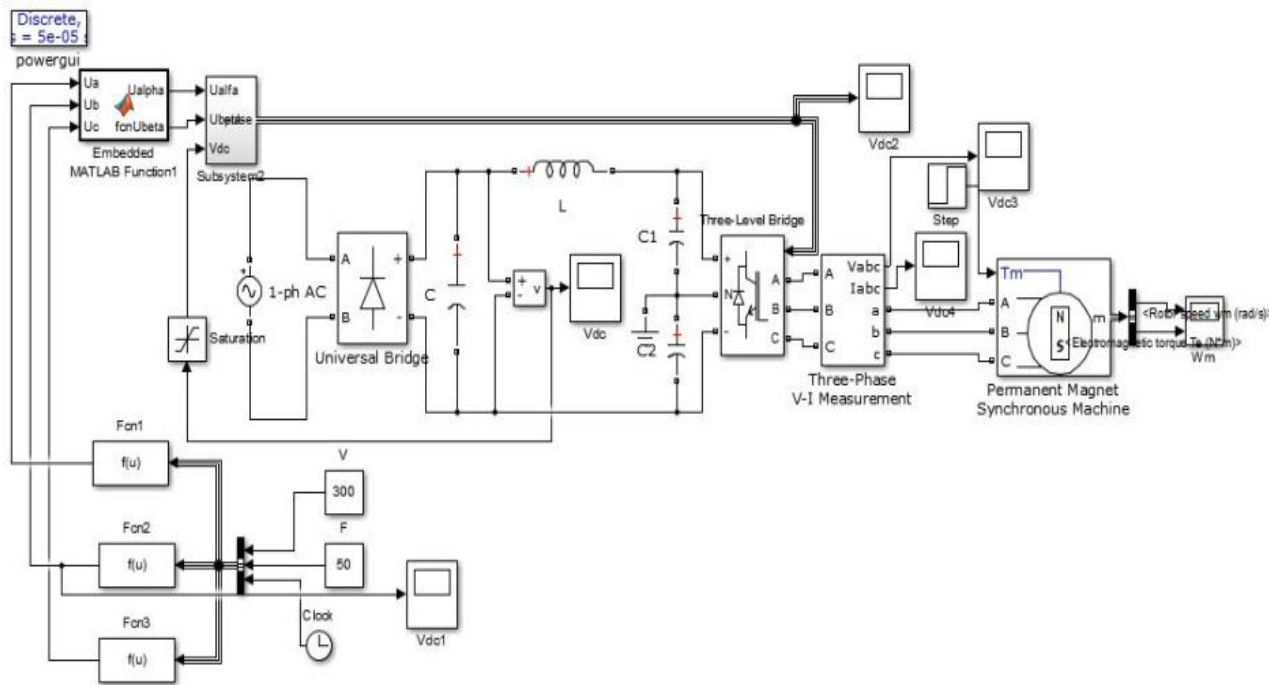 Discrete,
s = 5e-05 s
powergui
Ua
Ub
Uc
Ualpha
fcnUbeta
Embedded
MATLAB Function1
Ualfa
Vdc
Subsystem2
Vdc2
Vdc3
Step
L
C1
Three-Level Bridge
A
B
+
-
1-ph AC
C
+
-
v
Vdc
Universal Bridge
Saturation
C2
+
N
-
A
B
C
A
B
C
Vabc
Iabc
a
b
c
Three-Phase
V-I Measurement
Vdc4
Tm
A
B
C
N
S
m
<Rotor speed wm (rad/s)>
<Electromagnetic torque Te (N*m)>
Wm
Permanent Magnet
Synchronous Machine
Fcn1
f(u)
V
300
Fcn2
f(u)
F
50
Clock
Vdc1
Fcn3
f(u)